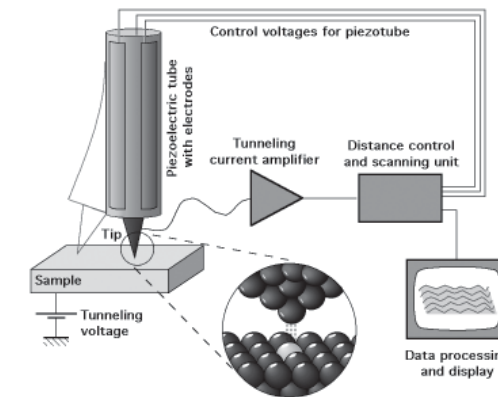 Control voltages for piezotube
Piezoelectric tube
with electrodes
Tunneling
current amplifier
Distance control
and scanning unit
Tip
Sample
Tunneling
voltage
Data processin
and display